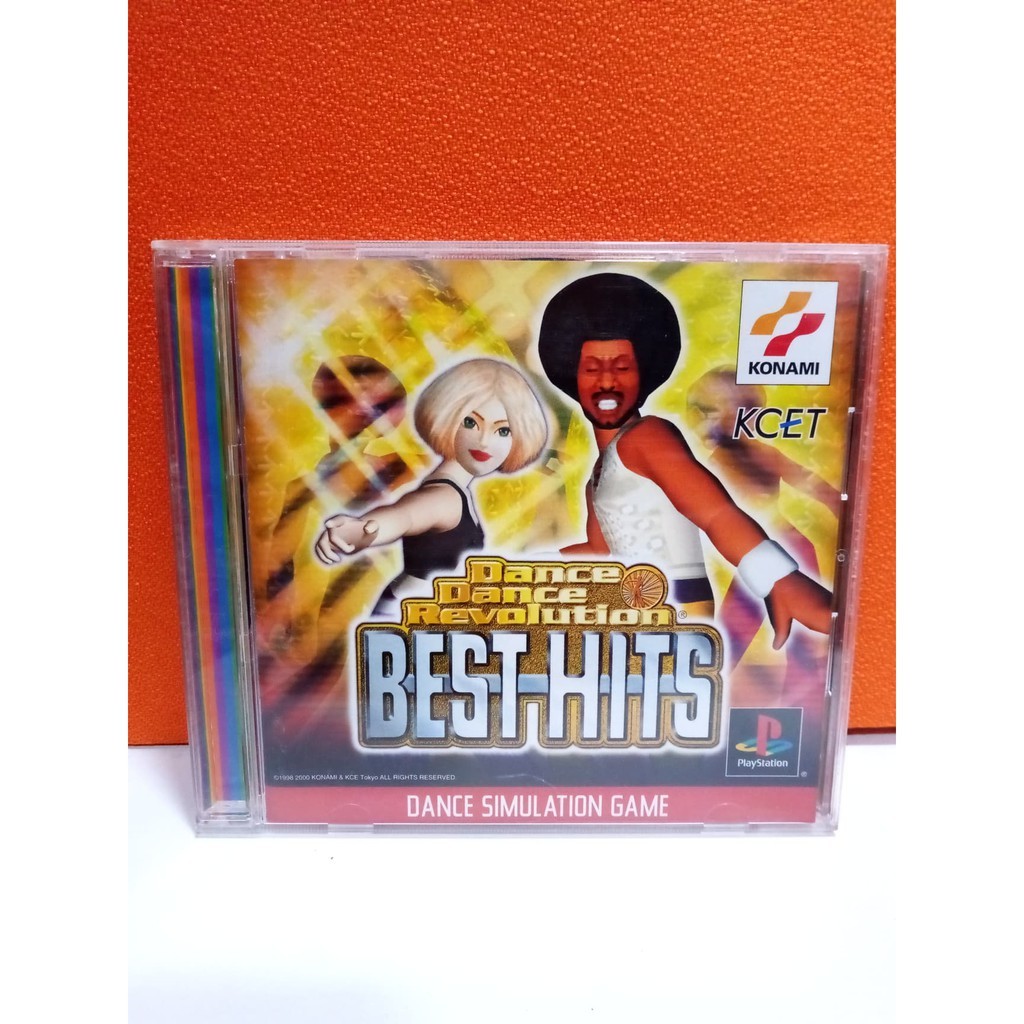 KONAMI
KCET
Dance
Dance
Revolution®
BEST HITS
PlayStation
®
©1998 2000 KONAMI & KCE Tokyo ALL RIGHTS RESERVED
DANCE SIMULATION GAME